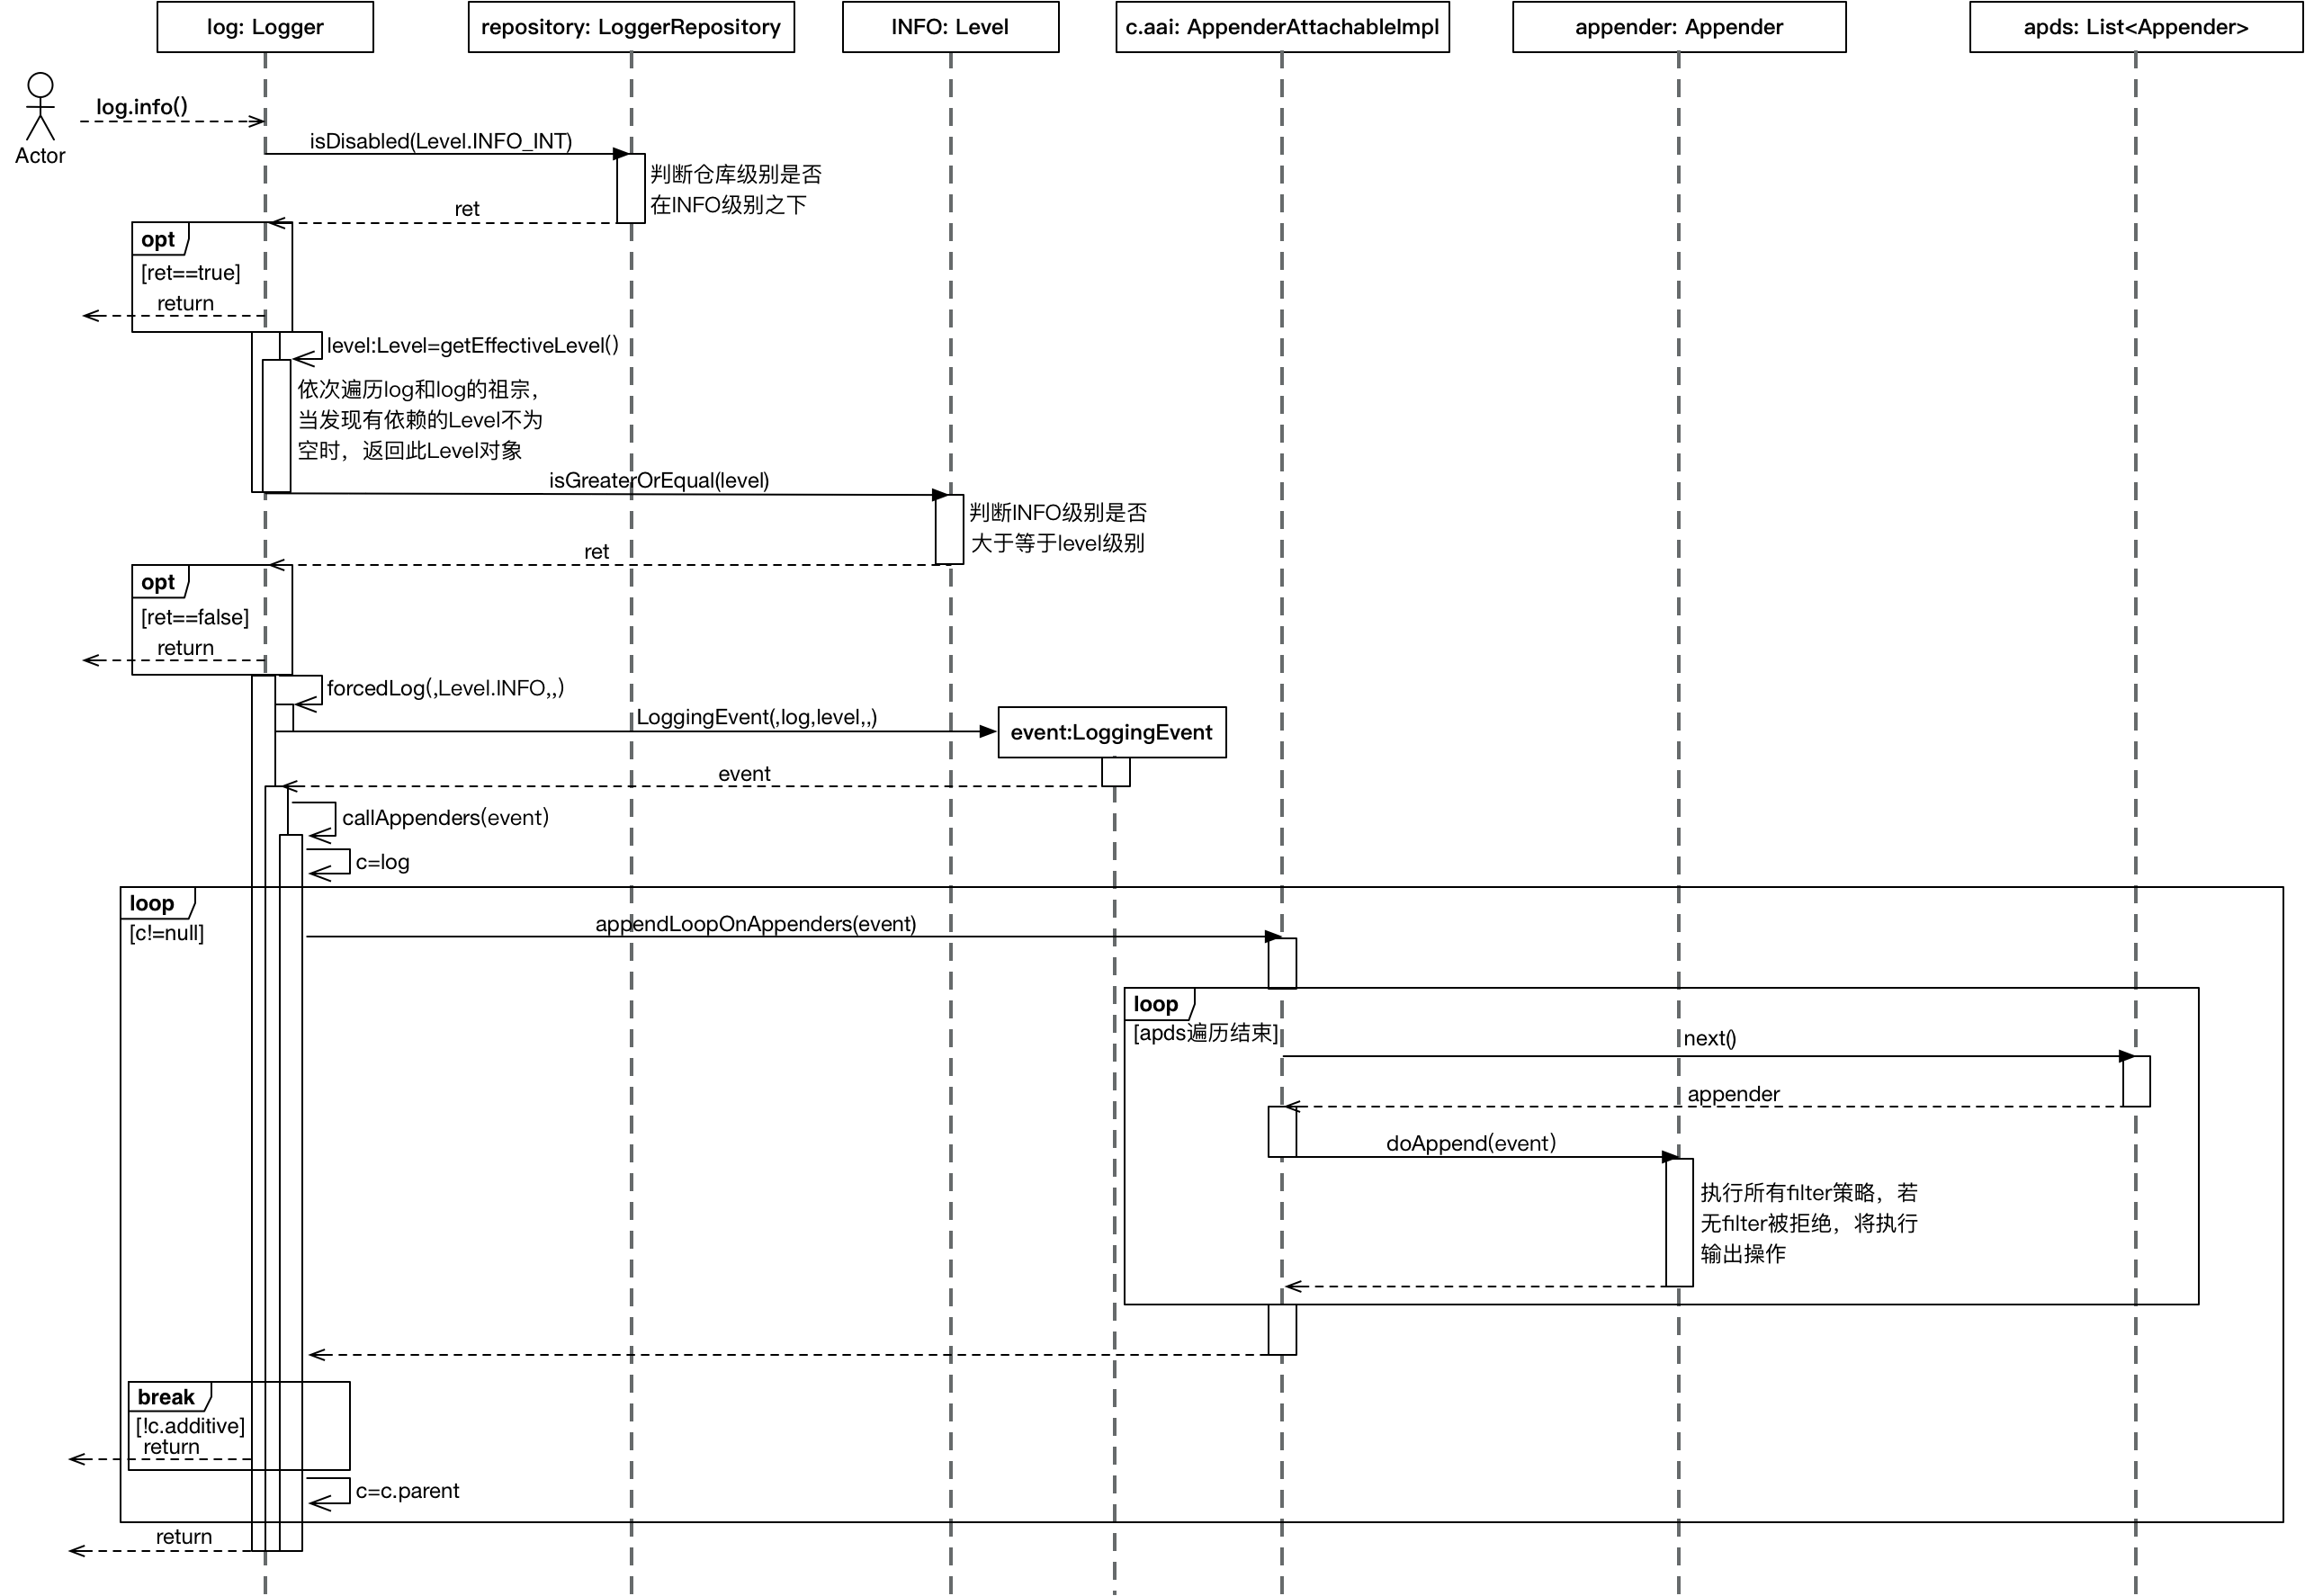 log: Logger
repository: LoggerRepository
INFO: Level
c.aai: AppenderAttachableImpl
appender: Appender
apds: List<Appender>
log.info()
Actor
isDisabled(Level.INFO_INT)
判断仓库级别是否
在INFO级别之下
ret
opt
[ret==true]
return
level:Level=getEffectiveLevel()
依次遍历log和log的祖宗，
当发现有依赖的Level不为
空时，返回此Level对象
isGreaterOrEqual(level)
判断INFO级别是否
大于等于level级别
ret
opt
[ret==false]
return
forcedLog(,Level.INFO,,)
LoggingEvent(,log,level,,)
event:LoggingEvent
event
callAppenders(event)
c=log
loop
[c!=null]
appendLoopOnAppenders(event)
loop
[apds遍历结束]
next()
appender
doAppend(event)
执行所有filter策略，若
无filter被拒绝，将执行
输出操作
break
[!c.additive]
return
c=c.parent
return